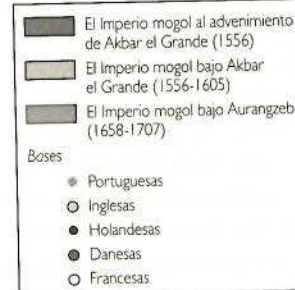 El Imperio mogol al advenimiento
de Akbar el Grande (1556)
El Imperio mogol bajo Akbar
el Grande (1556-1605)
El Imperio mogol bajo Aurangzeb
(1658-1707)
Bases
Portuguesas
Inglesas
Holandesas
Danesas
Francesas